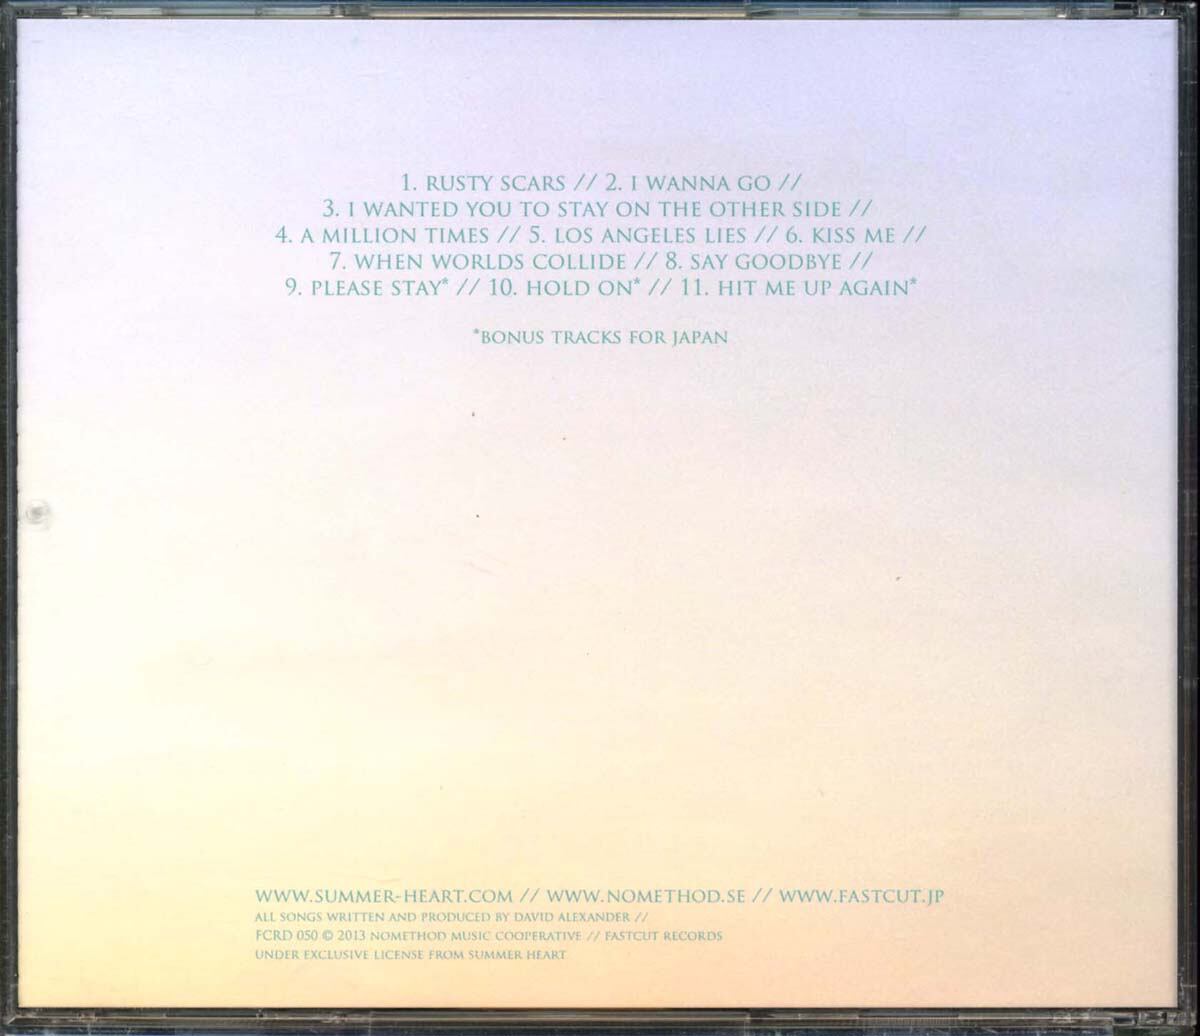 1. RUSTY SCARS // 2. I WANNA GO //
3. I WANTED YOU TO STAY ON THE OTHER SIDE //
4. A MILLION TIMES // 5. LOS ANGELES LIES // 6. KISS ME //
7. WHEN WORLDS COLLIDE // 8. SAY GOODBYE //
9. PLEASE STAY* // 10. HOLD ON* // 11. HIT ME UP AGAIN*
*BONUS TRACKS FOR JAPAN
WWW.SUMMER-HEART.COM // WWW.NOMETHOD.SE // WWW.FASTCUT.JP
ALL SONGS WRITTEN AND PRODUCED BY DAVID ALEXANDER //
FCRD 050 © 2013 NOMETHOD MUSIC COOPERATIVE // FASTCUT RECORDS
UNDER EXCLUSIVE LICENSE FROM SUMMER HEART